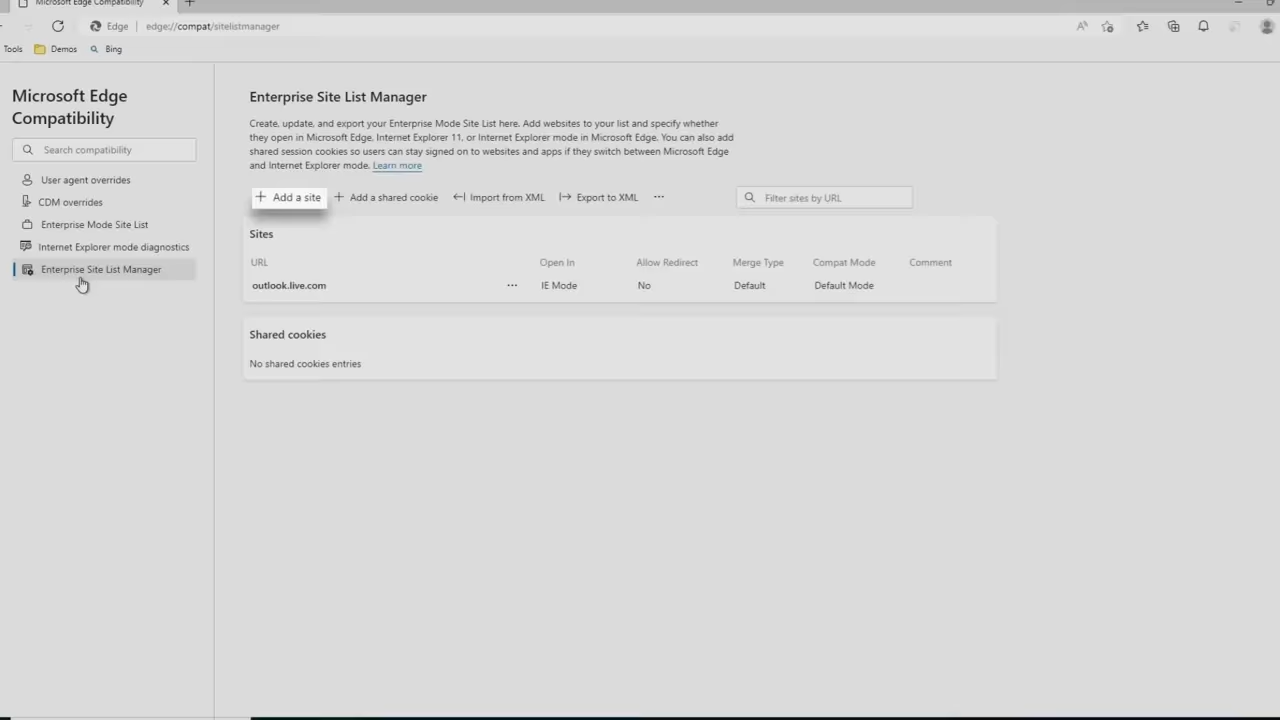 Microsoft Edge Compatibility
Edge
edge://compat/sitelistmanager
Tools
Demos
Bing
Microsoft Edge
Compatibility
Search compatibility
User agent overrides
CDM overrides
Enterprise Mode Site List
Internet Explorer mode diagnostics
Enterprise Site List Manager
Enterprise Site List Manager
Create, update, and export your Enterprise Mode Site List here. Add websites to your list and specify whether
they open in Microsoft Edge, Internet Explorer 11, or Internet Explorer mode in Microsoft Edge. You can also add
shared session cookies so users can stay signed on to websites and apps if they switch between Microsoft Edge
and Internet Explorer mode. Learn more
Add a site
Add a shared cookie
Import from XML
Export to XML
Filter sites by URL
Sites
URL Open In Allow Redirect Merge Type Compat Mode Comment
outlook.live.com IE Mode No Default Default Mode
Shared cookies
No shared cookies entries